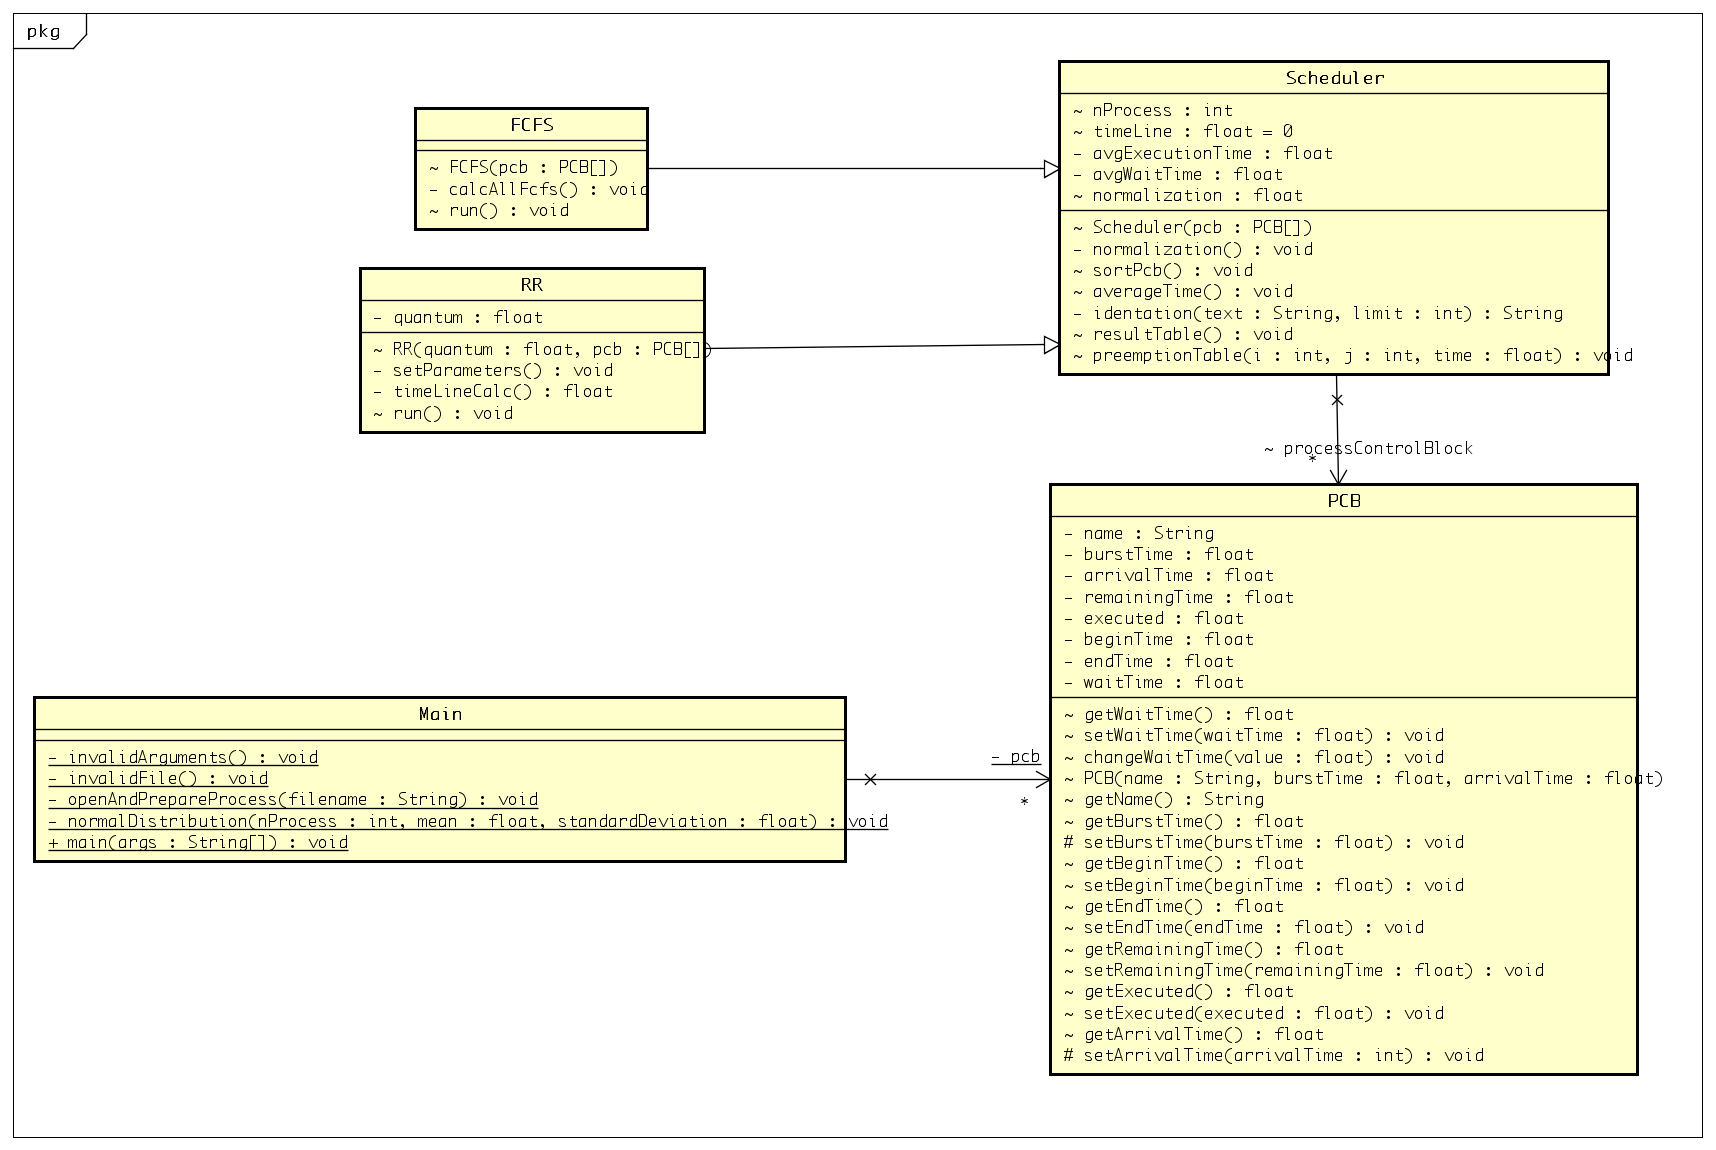 pkg
FCFS
~ FCFS(pcb : PCB[])
- calcAllFcfs() : void
~ run() : void
RR
- quantum : float
~ RR(quantum : float, pcb : PCB[])
- setParameters() : void
- timeLineCalc() : float
~ run() : void
Scheduler
~ nProcess : int
~ timeLine : float = 0
- avgExecutionTime : float
- avgWaitTime : float
~ normalization : float
~ Scheduler(pcb : PCB[])
- normalization() : void
~ sortPcb() : void
~ averageTime() : void
- identation(text : String, limit : int) : String
~ resultTable() : void
~ preemptionTable(i : int, j : int, time : float) : void
~ processControlBlock
*
PCB
- name : String
- burstTime : float
- arrivalTime : float
- remainingTime : float
- executed : float
- beginTime : float
- endTime : float
- waitTime : float
~ getWaitTime() : float
~ setWaitTime(waitTime : float) : void
~ changeWaitTime(value : float) : void
~ PCB(name : String, burstTime : float, arrivalTime : float)
~ getName() : String
~ getBurstTime() : float
# setBurstTime(burstTime : float) : void
~ getBeginTime() : float
~ setBeginTime(beginTime : float) : void
~ getEndTime() : float
~ setEndTime(endTime : float) : void
~ getRemainingTime() : float
~ setRemainingTime(remainingTime : float) : void
~ getExecuted() : float
~ setExecuted(executed : float) : void
~ getArrivalTime() : float
# setArrivalTime(arrivalTime : int) : void
Main
- invalidArguments() : void
- invalidFile() : void
- openAndPrepareProcess(filename : String) : void
- normalDistribution(nProcess : int, mean : float, standardDeviation : float) : void
+ main(args : String[]) : void
- pcb
*